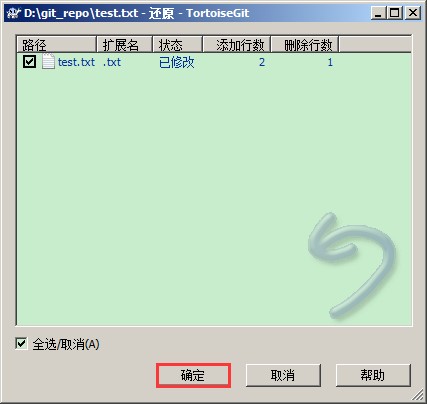 D:\git_repo\test.txt - 还原 - TortoiseGit
路径 扩展名 状态 添加行数 删除行数
test.txt .txt 已修改 2 1
全选/取消(A)
确定 取消 帮助